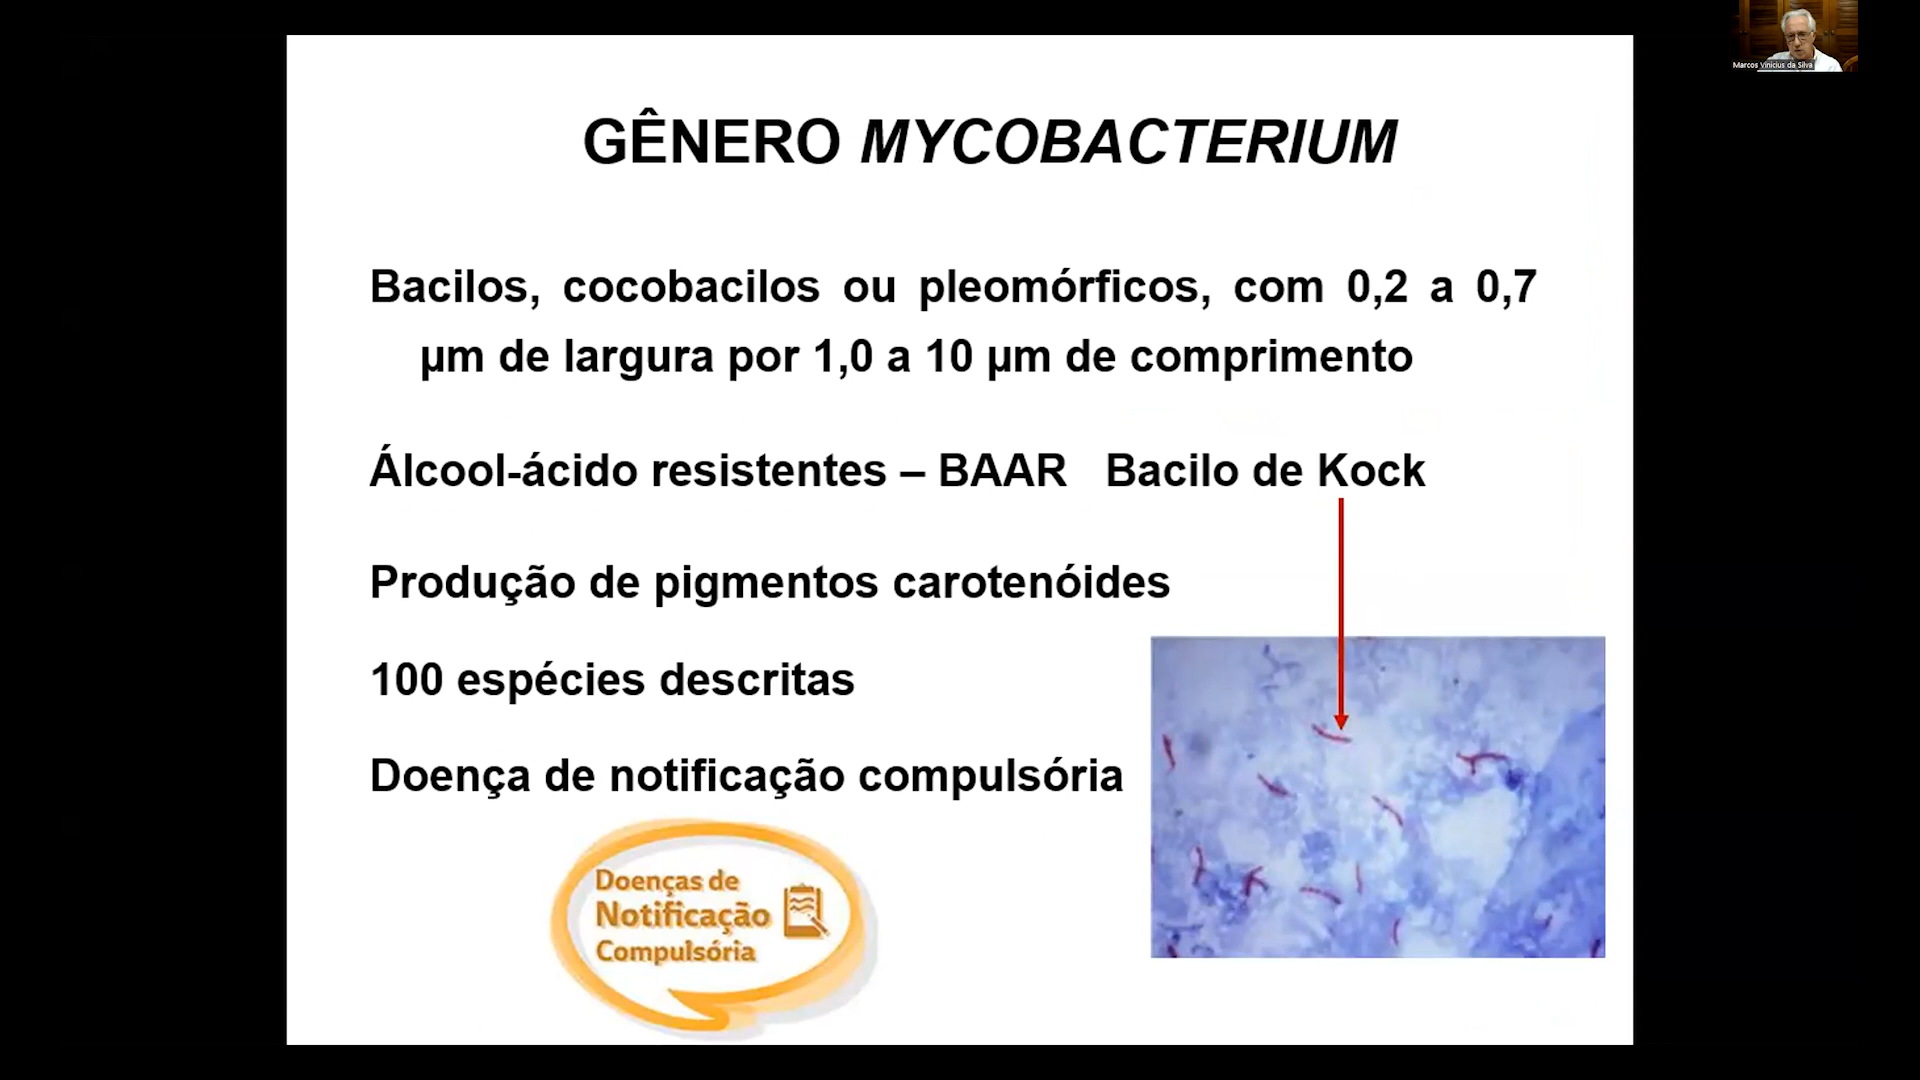 Marcos Vinicius da Silva
GÊNERO MYCOBACTERIUM
Bacilos, cocobacilos ou pleomórficos, com 0,2 a 0,7
µm de largura por 1,0 a 10 µm de comprimento
Álcool-ácido resistentes – BAAR Bacilo de Kock
Produção de pigmentos carotenóides
100 espécies descritas
Doença de notificação compulsória
Doenças de
Notificação
Compulsória